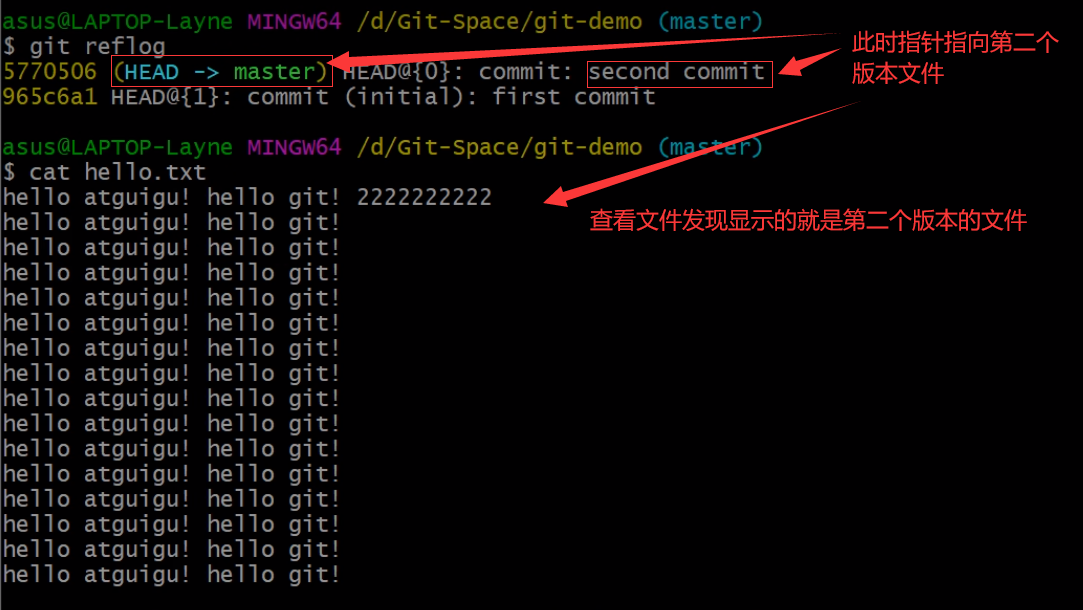 asus@LAPTOP-Layne MINGW64 /d/Git-Space/git-demo (master)
$ git reflog
5770506 (HEAD -> master) HEAD@{0}: commit: second commit
965c6a1 HEAD@{1}: commit (initial): first commit
此时指针指向第二个
版本文件
asus@LAPTOP-Layne MINGW64 /d/Git-Space/git-demo (master)
$ cat hello.txt
hello atguigu! hello git! 2222222222
hello atguigu! hello git!
查看文件发现显示的就是第二个版本的文件
hello atguigu! hello git!
hello atguigu! hello git!
hello atguigu! hello git!
hello atguigu! hello git!
hello atguigu! hello git!
hello atguigu! hello git!
hello atguigu! hello git!
hello atguigu! hello git!
hello atguigu! hello git!
hello atguigu! hello git!
hello atguigu! hello git!
hello atguigu! hello git!
hello atguigu! hello git!
hello atguigu! hello git!